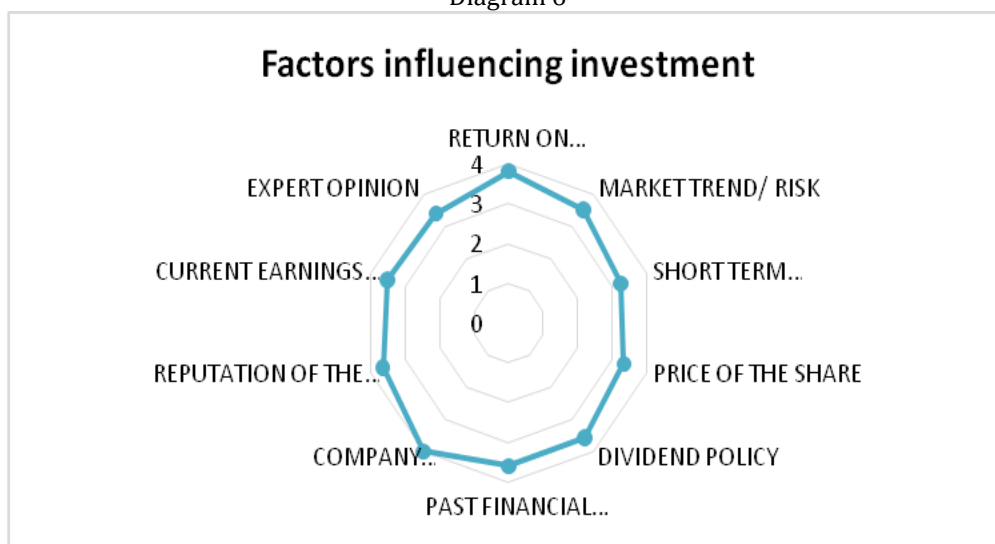 Factors influencing investment
RETURN ON...
4
EXPERT OPINION
MARKET TREND/ RISK
3
2
CURRENT EARNINGS...
SHORT TERM...
1
0
REPUTATION OF THE...
PRICE OF THE SHARE
COMPANY...
DIVIDEND POLICY
PAST FINANCIAL...